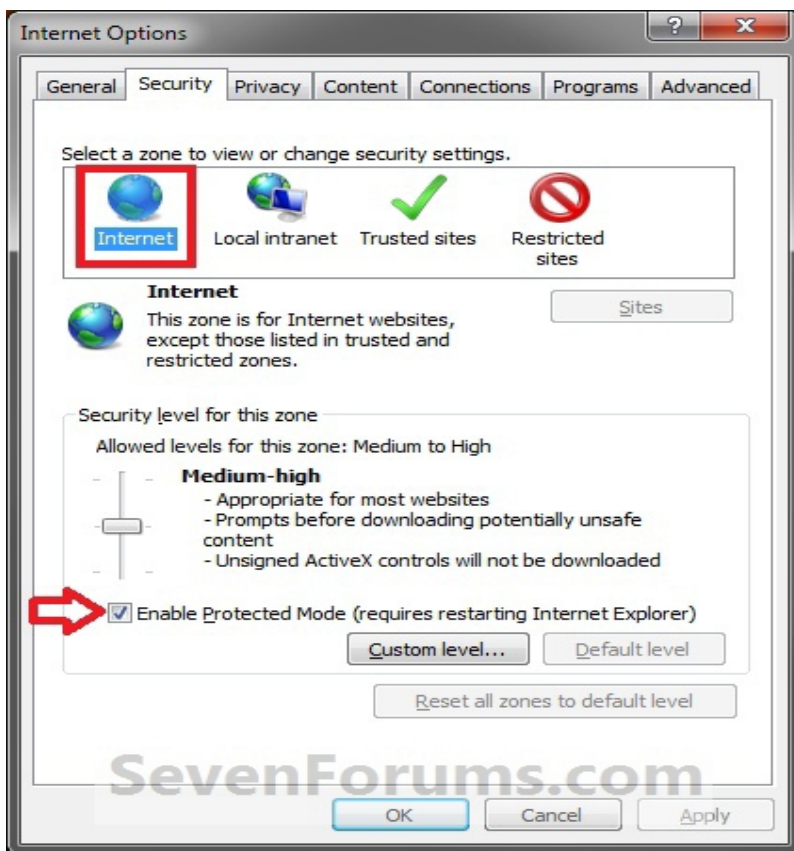 Internet Options
General Security Privacy Content Connections Programs Advanced
Select a zone to view or change security settings.
Internet Local intranet Trusted sites Restricted
sites
Internet
This zone is for Internet websites,
except those listed in trusted and
restricted zones.
Sites
Security level for this zone
Allowed levels for this zone: Medium to High
Medium-high
- Appropriate for most websites
- Prompts before downloading potentially unsafe
content
- Unsigned ActiveX controls will not be downloaded
Enable Protected Mode (requires restarting Internet Explorer)
Custom level... Default level
Reset all zones to default level
SevenForums.com
OK Cancel Apply